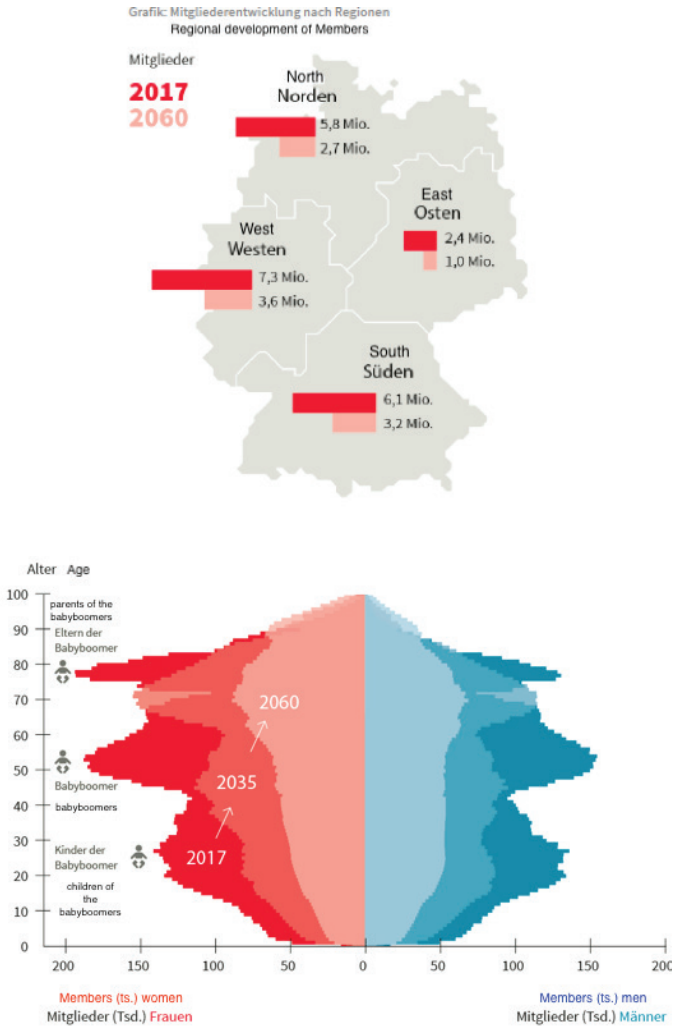 Grafik: Mitgliederentwicklung nach Regionen
Regional development of Members
Mitglieder
2017
2060
North
Norden
5,8 Mio.
2,7 Mio.
East
Osten
2,4 Mio.
1,0 Mio.
West
Westen
7,3 Mio.
3,6 Mio.
South
Süden
6,1 Mio.
3,2 Mio.
Alter Age
100
parents of the
babyboomers
90
Eltern der
Babyboomer
80
70
2060
60
50
2035
Babyboomer
40
babyboomers
30
Kinder der
Babyboomer
2017
20
children of
the
babyboomers
10
0
200 150 100 50 0 50 100 150 200
Members (ts.) women
Mitglieder (Tsd.) Frauen
Members (ts.) men
Mitglieder (Tsd.) Männer